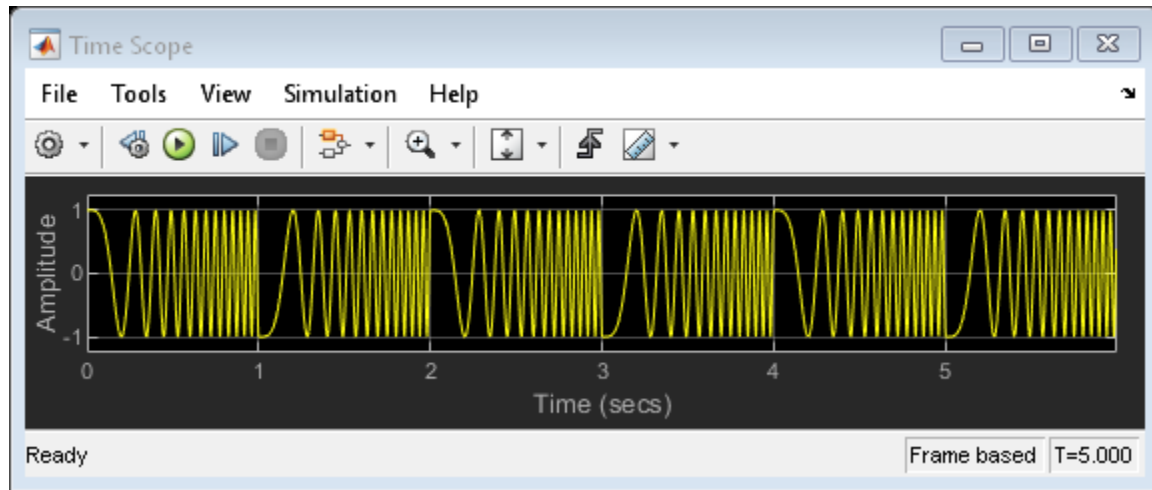 Time Scope
File Tools View Simulation Help
Amplitude
1
0
-1
0 1 2 3 4 5
Time (secs)
Ready Frame based T=5.000